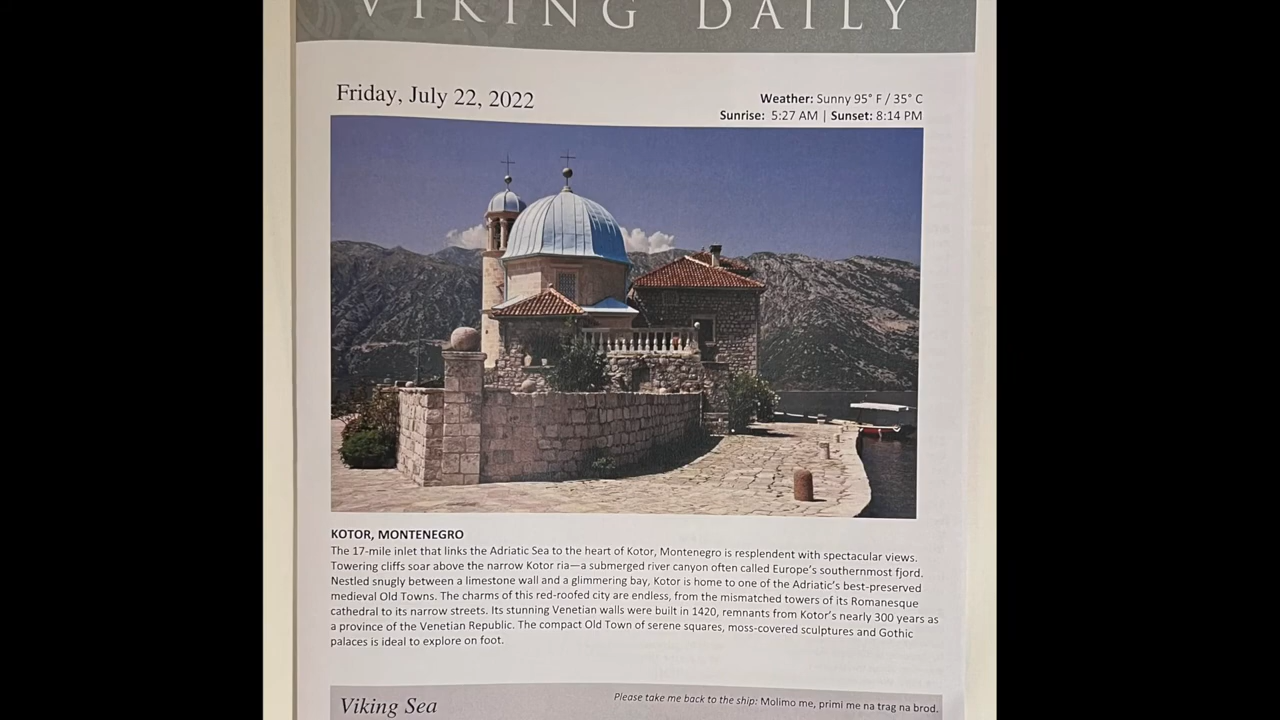 VIKING DAILY
Friday, July 22, 2022
Weather: Sunny 95° F / 35° C
Sunrise: 5:27 AM | Sunset: 8:14 PM
KOTOR, MONTENEGRO
The 17-mile inlet that links the Adriatic Sea to the heart of Kotor, Montenegro is resplendent with spectacular views.
Towering cliffs soar above the narrow Kotor ria—a submerged river canyon often called Europe's southernmost fjord.
Nestled snugly between a limestone wall and a glimmering bay, Kotor is home to one of the Adriatic's best-preserved
medieval Old Towns. The charms of this red-roofed city are endless, from the mismatched towers of its Romanesque
cathedral to its narrow streets. Its stunning Venetian walls were built in 1420, remnants from Kotor's nearly 300 years as
a province of the Venetian Republic. The compact Old Town of serene squares, moss-covered sculptures and Gothic
palaces is ideal to explore on foot.
Viking Sea
Please take me back to the ship: Molimo me, primi me na trag na brod.